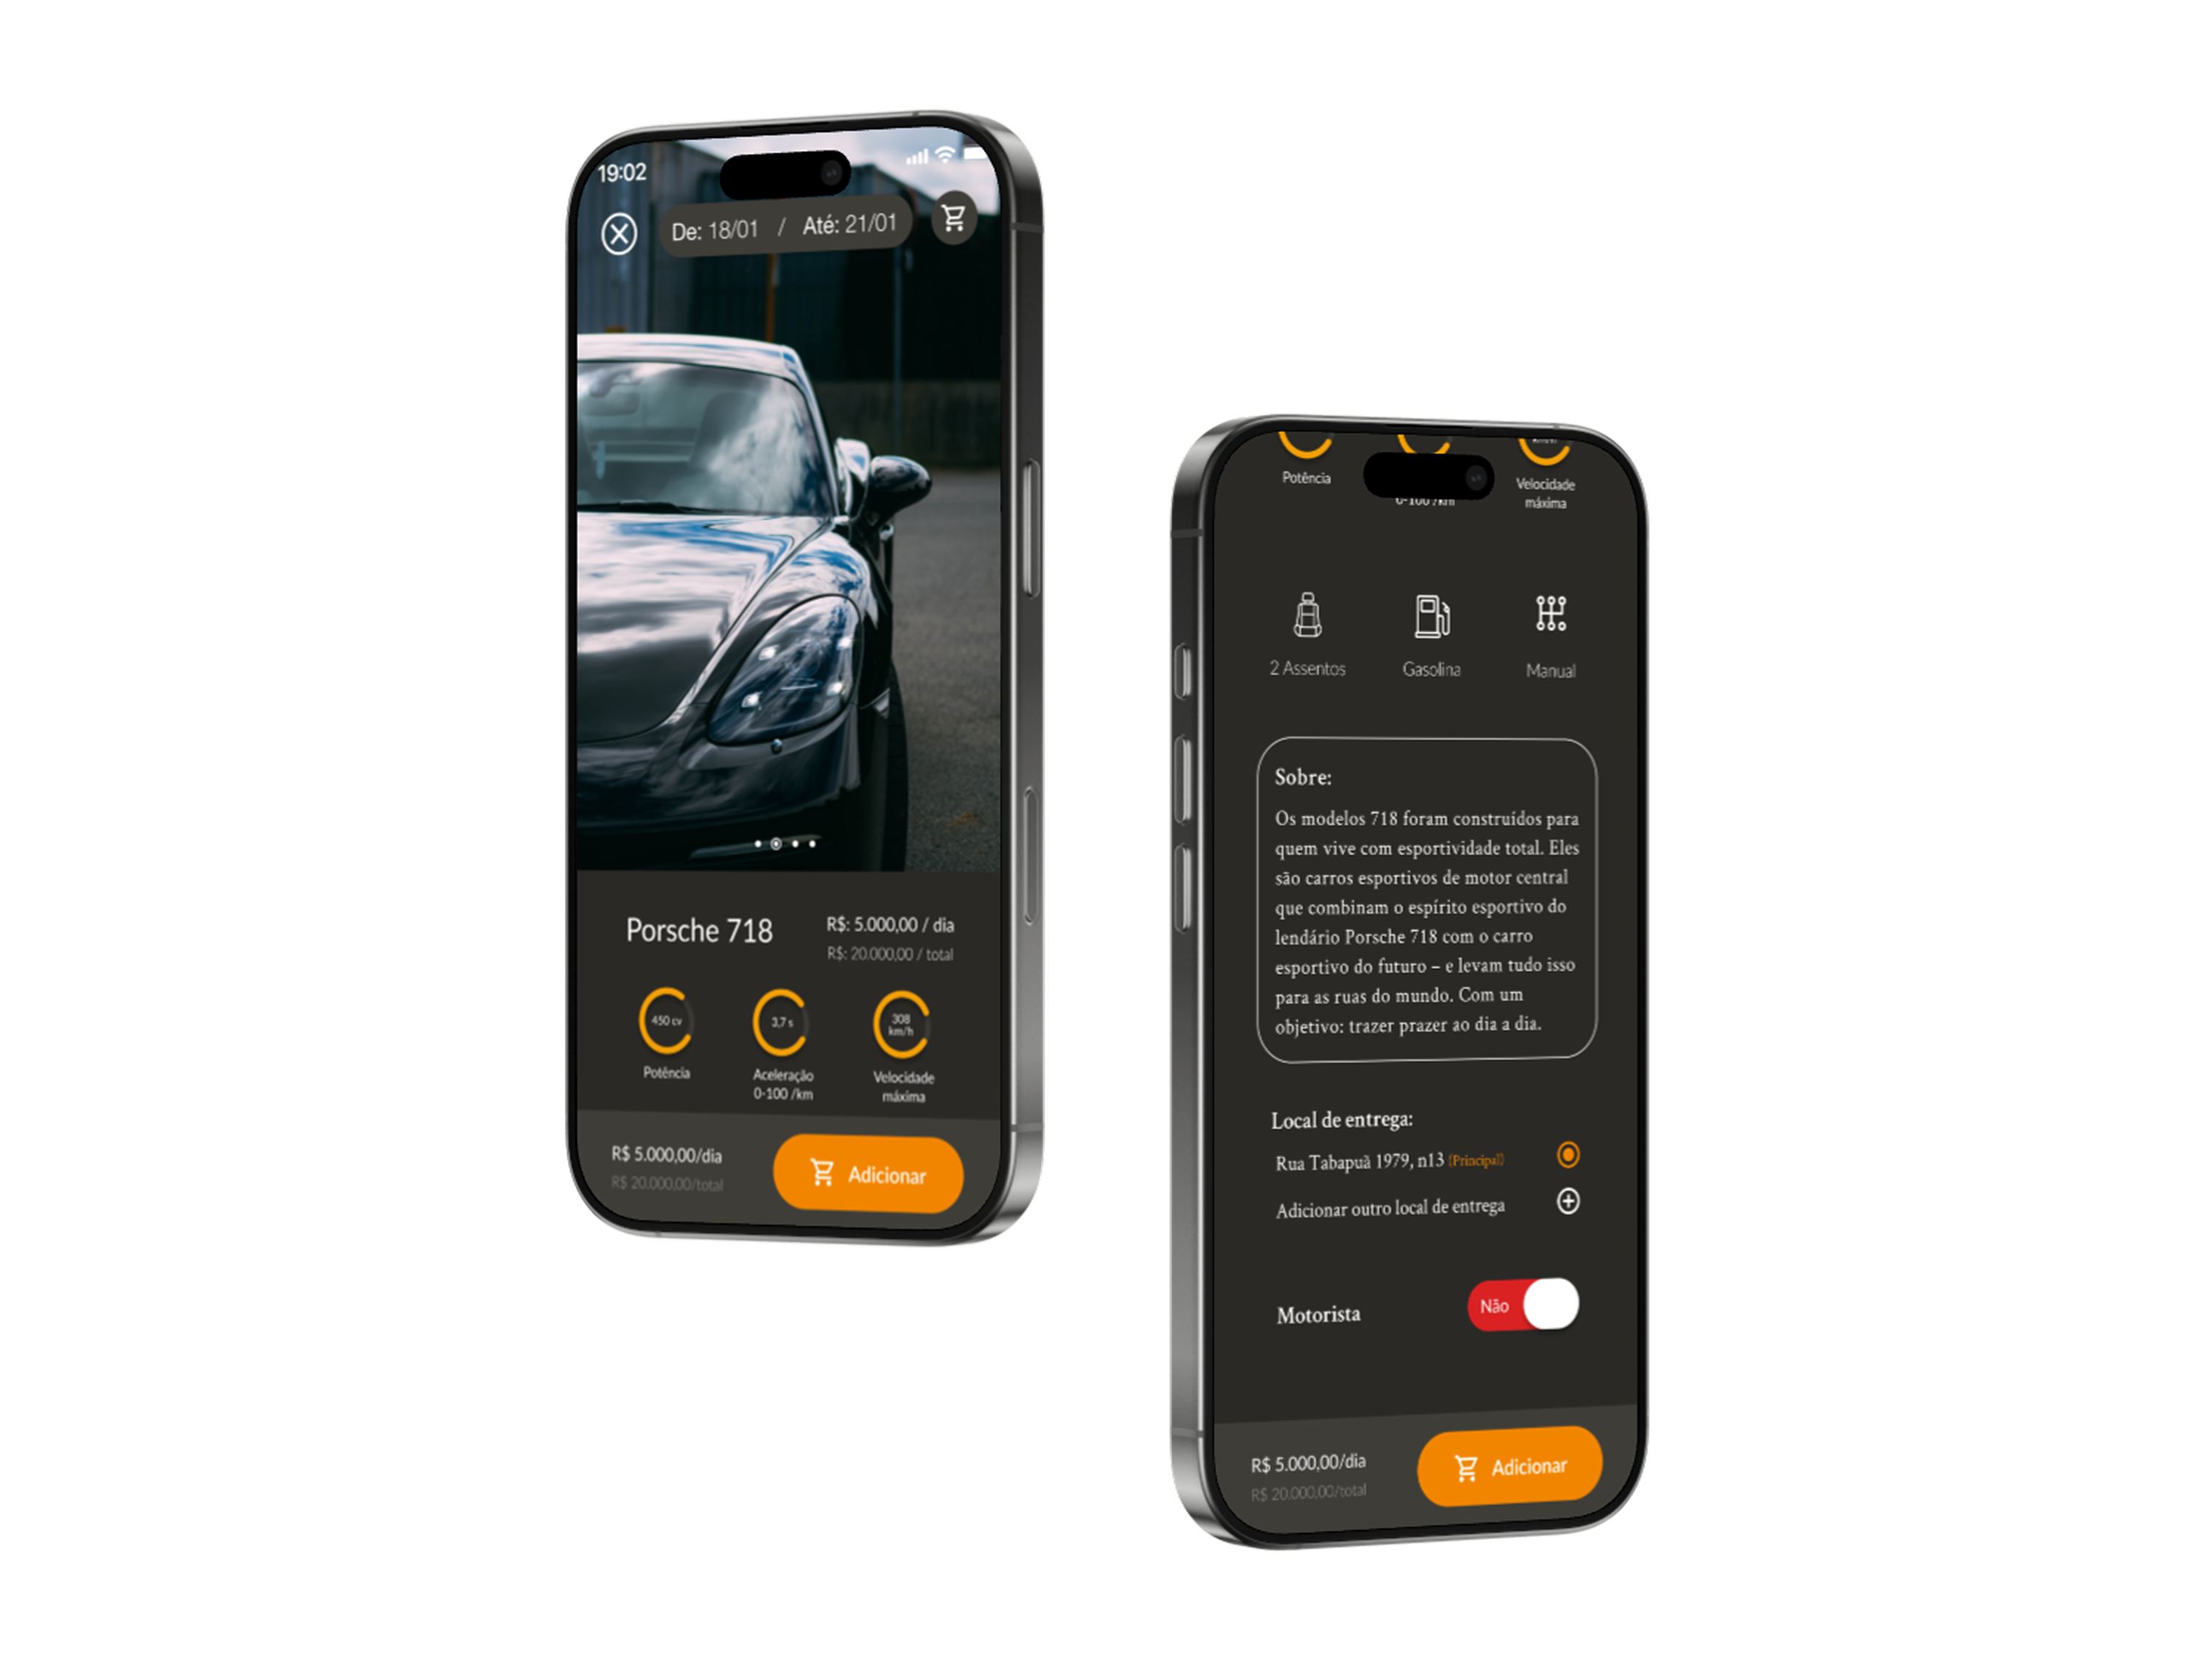 19:02
De: 18/01 / Até: 21/01
Porsche 718
R$: 5.000,00 / dia
R$: 20.000,00 / total
450 cv
3,7 s
308
km/h
Potência
Aceleração
0-100 /km
Velocidade
máxima
R$ 5.000,00/dia
R$ 20.000,00/total
Adicionar
Potência
0-100 /km
Velocidade
máxima
2 Assentos
Gasolina
Manual
Sobre:
Os modelos 718 foram construídos para
quem vive com esportividade total. Eles
são carros esportivos de motor central
que combinam o espírito esportivo do
lendário Porsche 718 com o carro
esportivo do futuro – e levam tudo isso
para as ruas do mundo. Com um
objetivo: trazer prazer ao dia a dia.
Local de entrega:
Rua Tabapuã 1979, n13 (Principal)
Adicionar outro local de entrega
Motorista
Não
R$ 5.000,00/dia
R$ 20.000,00/total
Adicionar